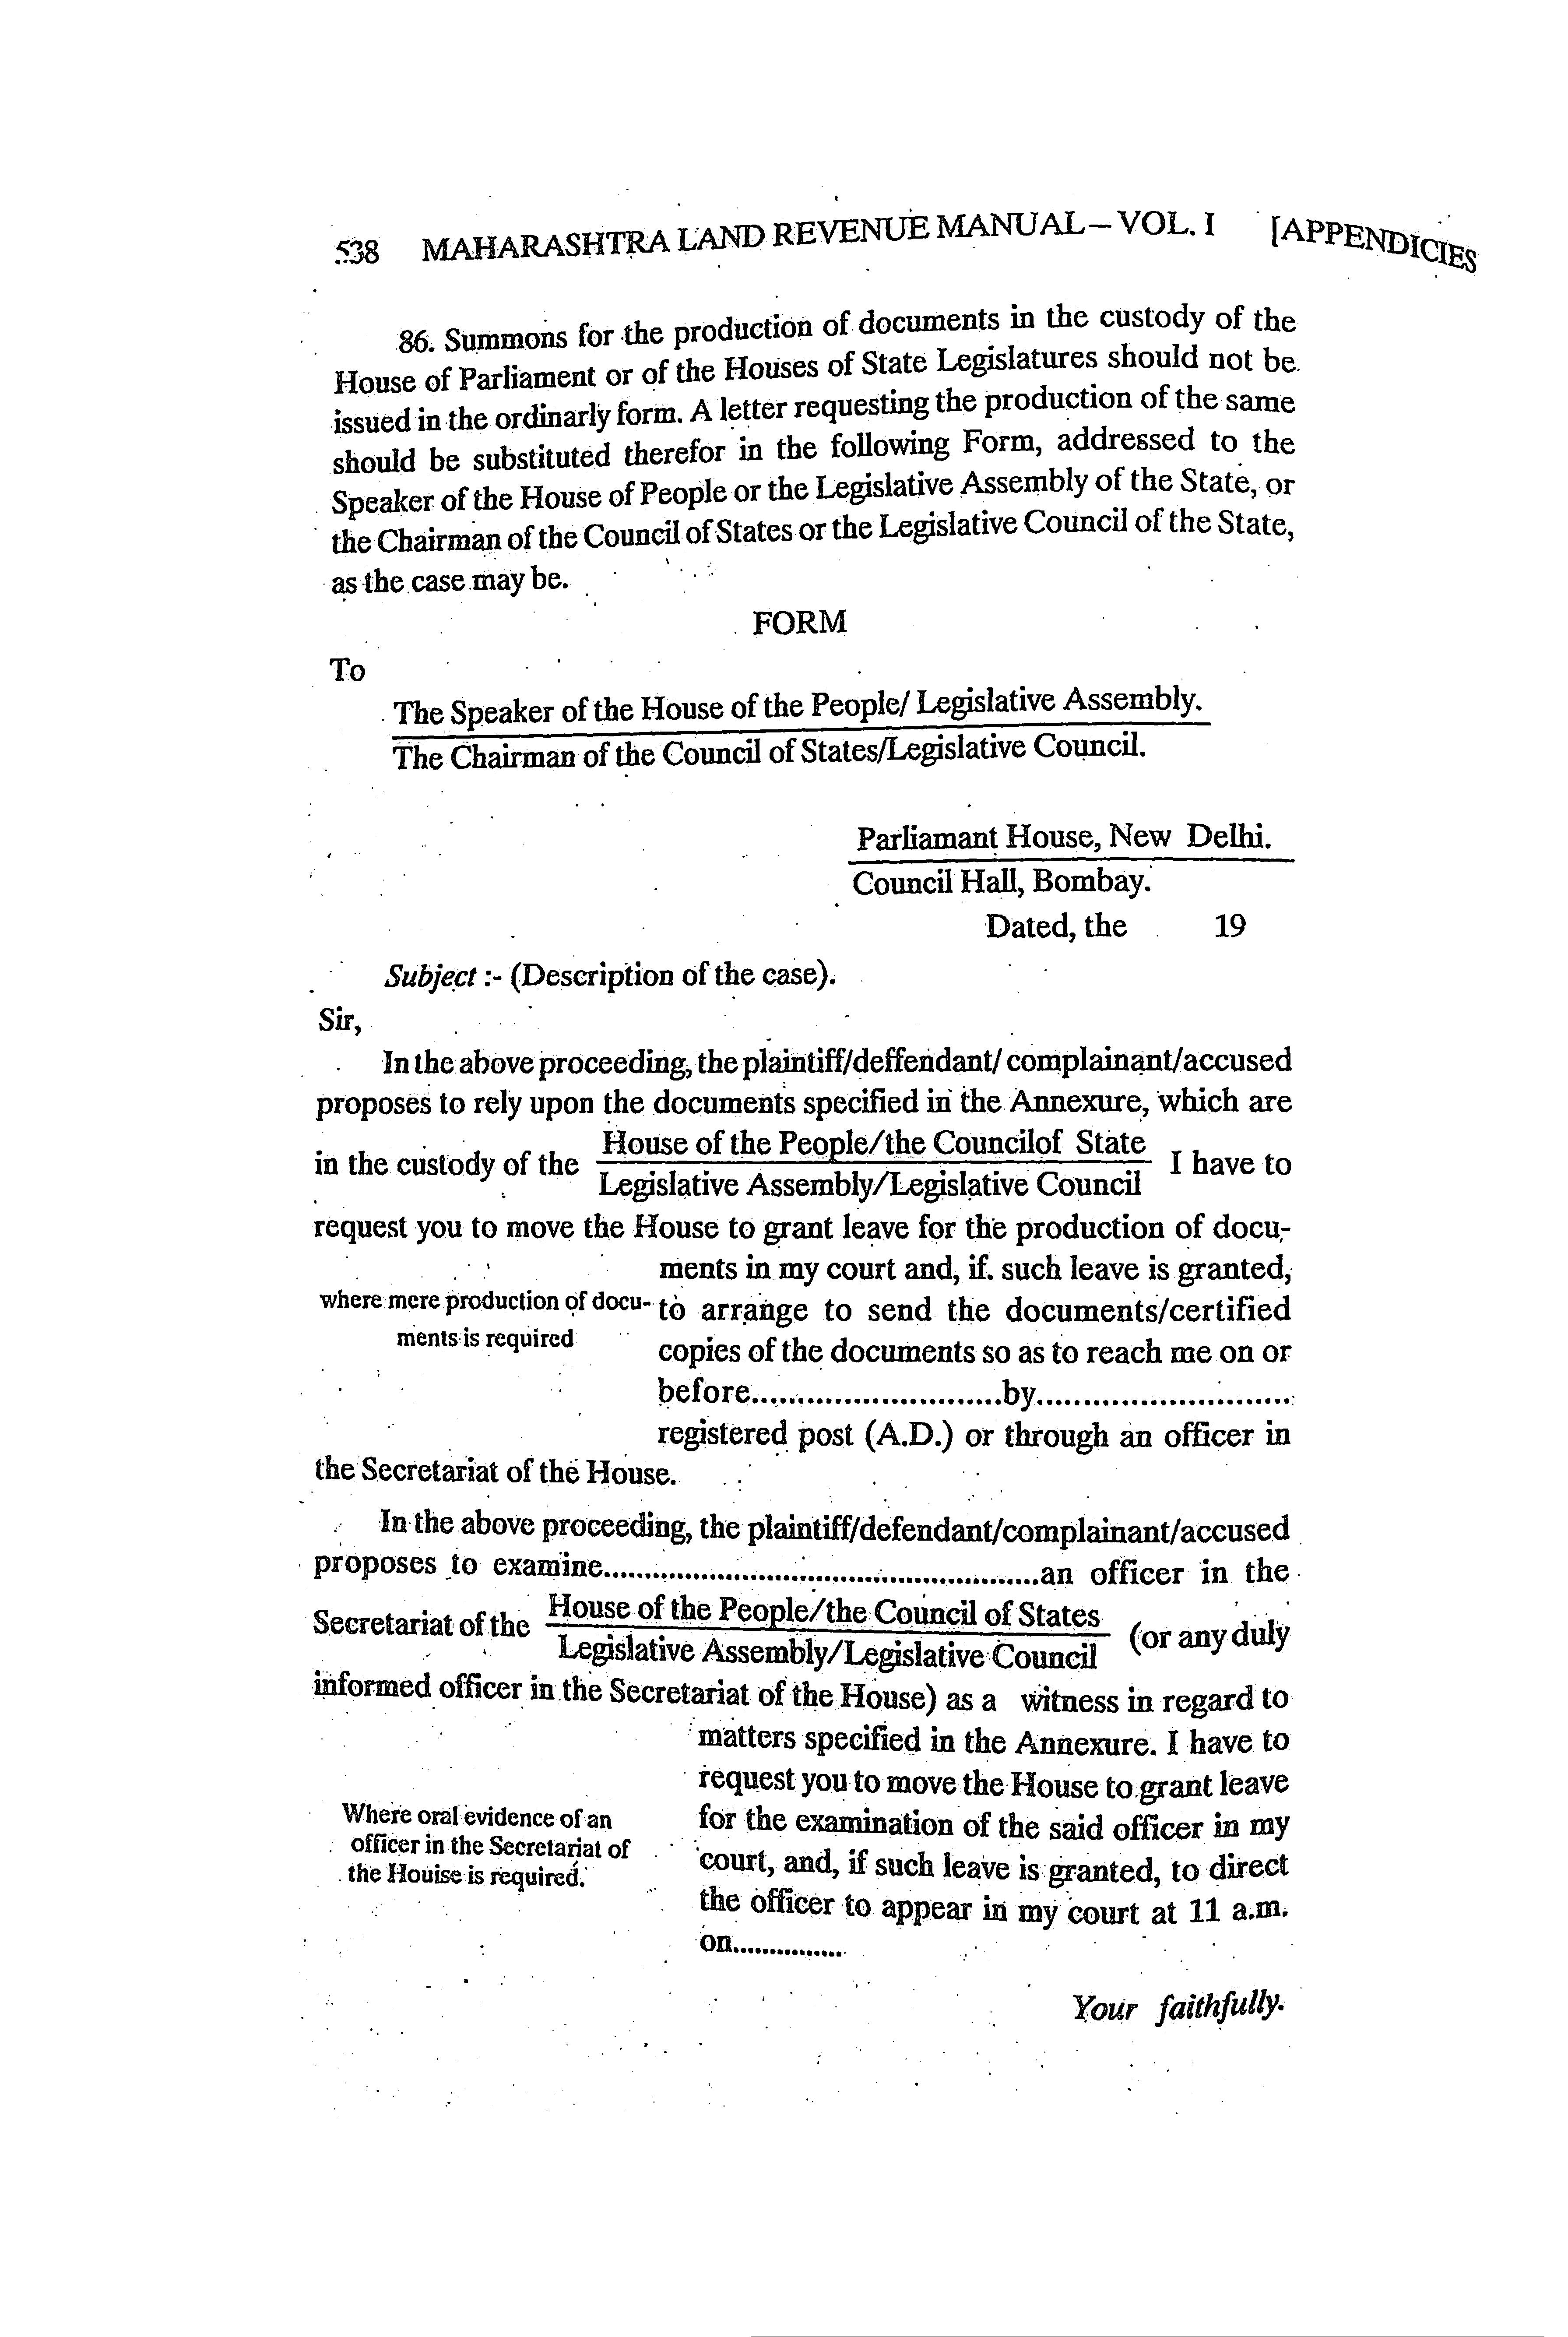 538 MAHARASHTRA LAND REVENUE MANUAL – VOL. I [APPENDICIES
86. Summons for the production of documents in the custody of the
House of Parliament or of the Houses of State Legislatures should not be
issued in the ordinarly form. A letter requesting the production of the same
should be substituted therefor in the following Form, addressed to the
Speaker of the House of People or the Legislative Assembly of the State, or
the Chairman of the Council of States or the Legislative Council of the State,
as the case may be.
FORM
To
The Speaker of the House of the People/ Legislative Assembly.
The Chairman of the Council of States/Legislative Council.
Parliamant House, New Delhi.
Council Hall, Bombay.
Dated, the 19
Subject :- (Description of the case).
Sir,
In the above proceeding, the plaintiff/deffendant/ complainant/accused
proposes to rely upon the documents specified in the Annexure, which are
in the custody of the House of the People/the Councilof State I have to
Legislative Assembly/Legislative Council
request you to move the House to grant leave for the production of docu-
ments in my court and, if. such leave is granted,
where mere production of docu- to arrange to send the documents/certified
ments is required
copies of the documents so as to reach me on or
before...........................by...........................
registered post (A.D.) or through an officer in
the Secretariat of the House.
In the above proceeding, the plaintiff/defendant/complainant/accused
proposes to examine.....................................................an officer in the
Secretariat of the House of the People/the Council of States (or any duly
Legislative Assembly/Legislative Council
informed officer in the Secretariat of the House) as a witness in regard to
matters specified in the Annexure. I have to
request you to move the House to grant leave
Where oral evidence of an for the examination of the said officer in my
officer in the Secretariat of court, and, if such leave is granted, to direct
the Houise is required.
the officer to appear in my court at 11 a.m.
on...............
Your faithfully.